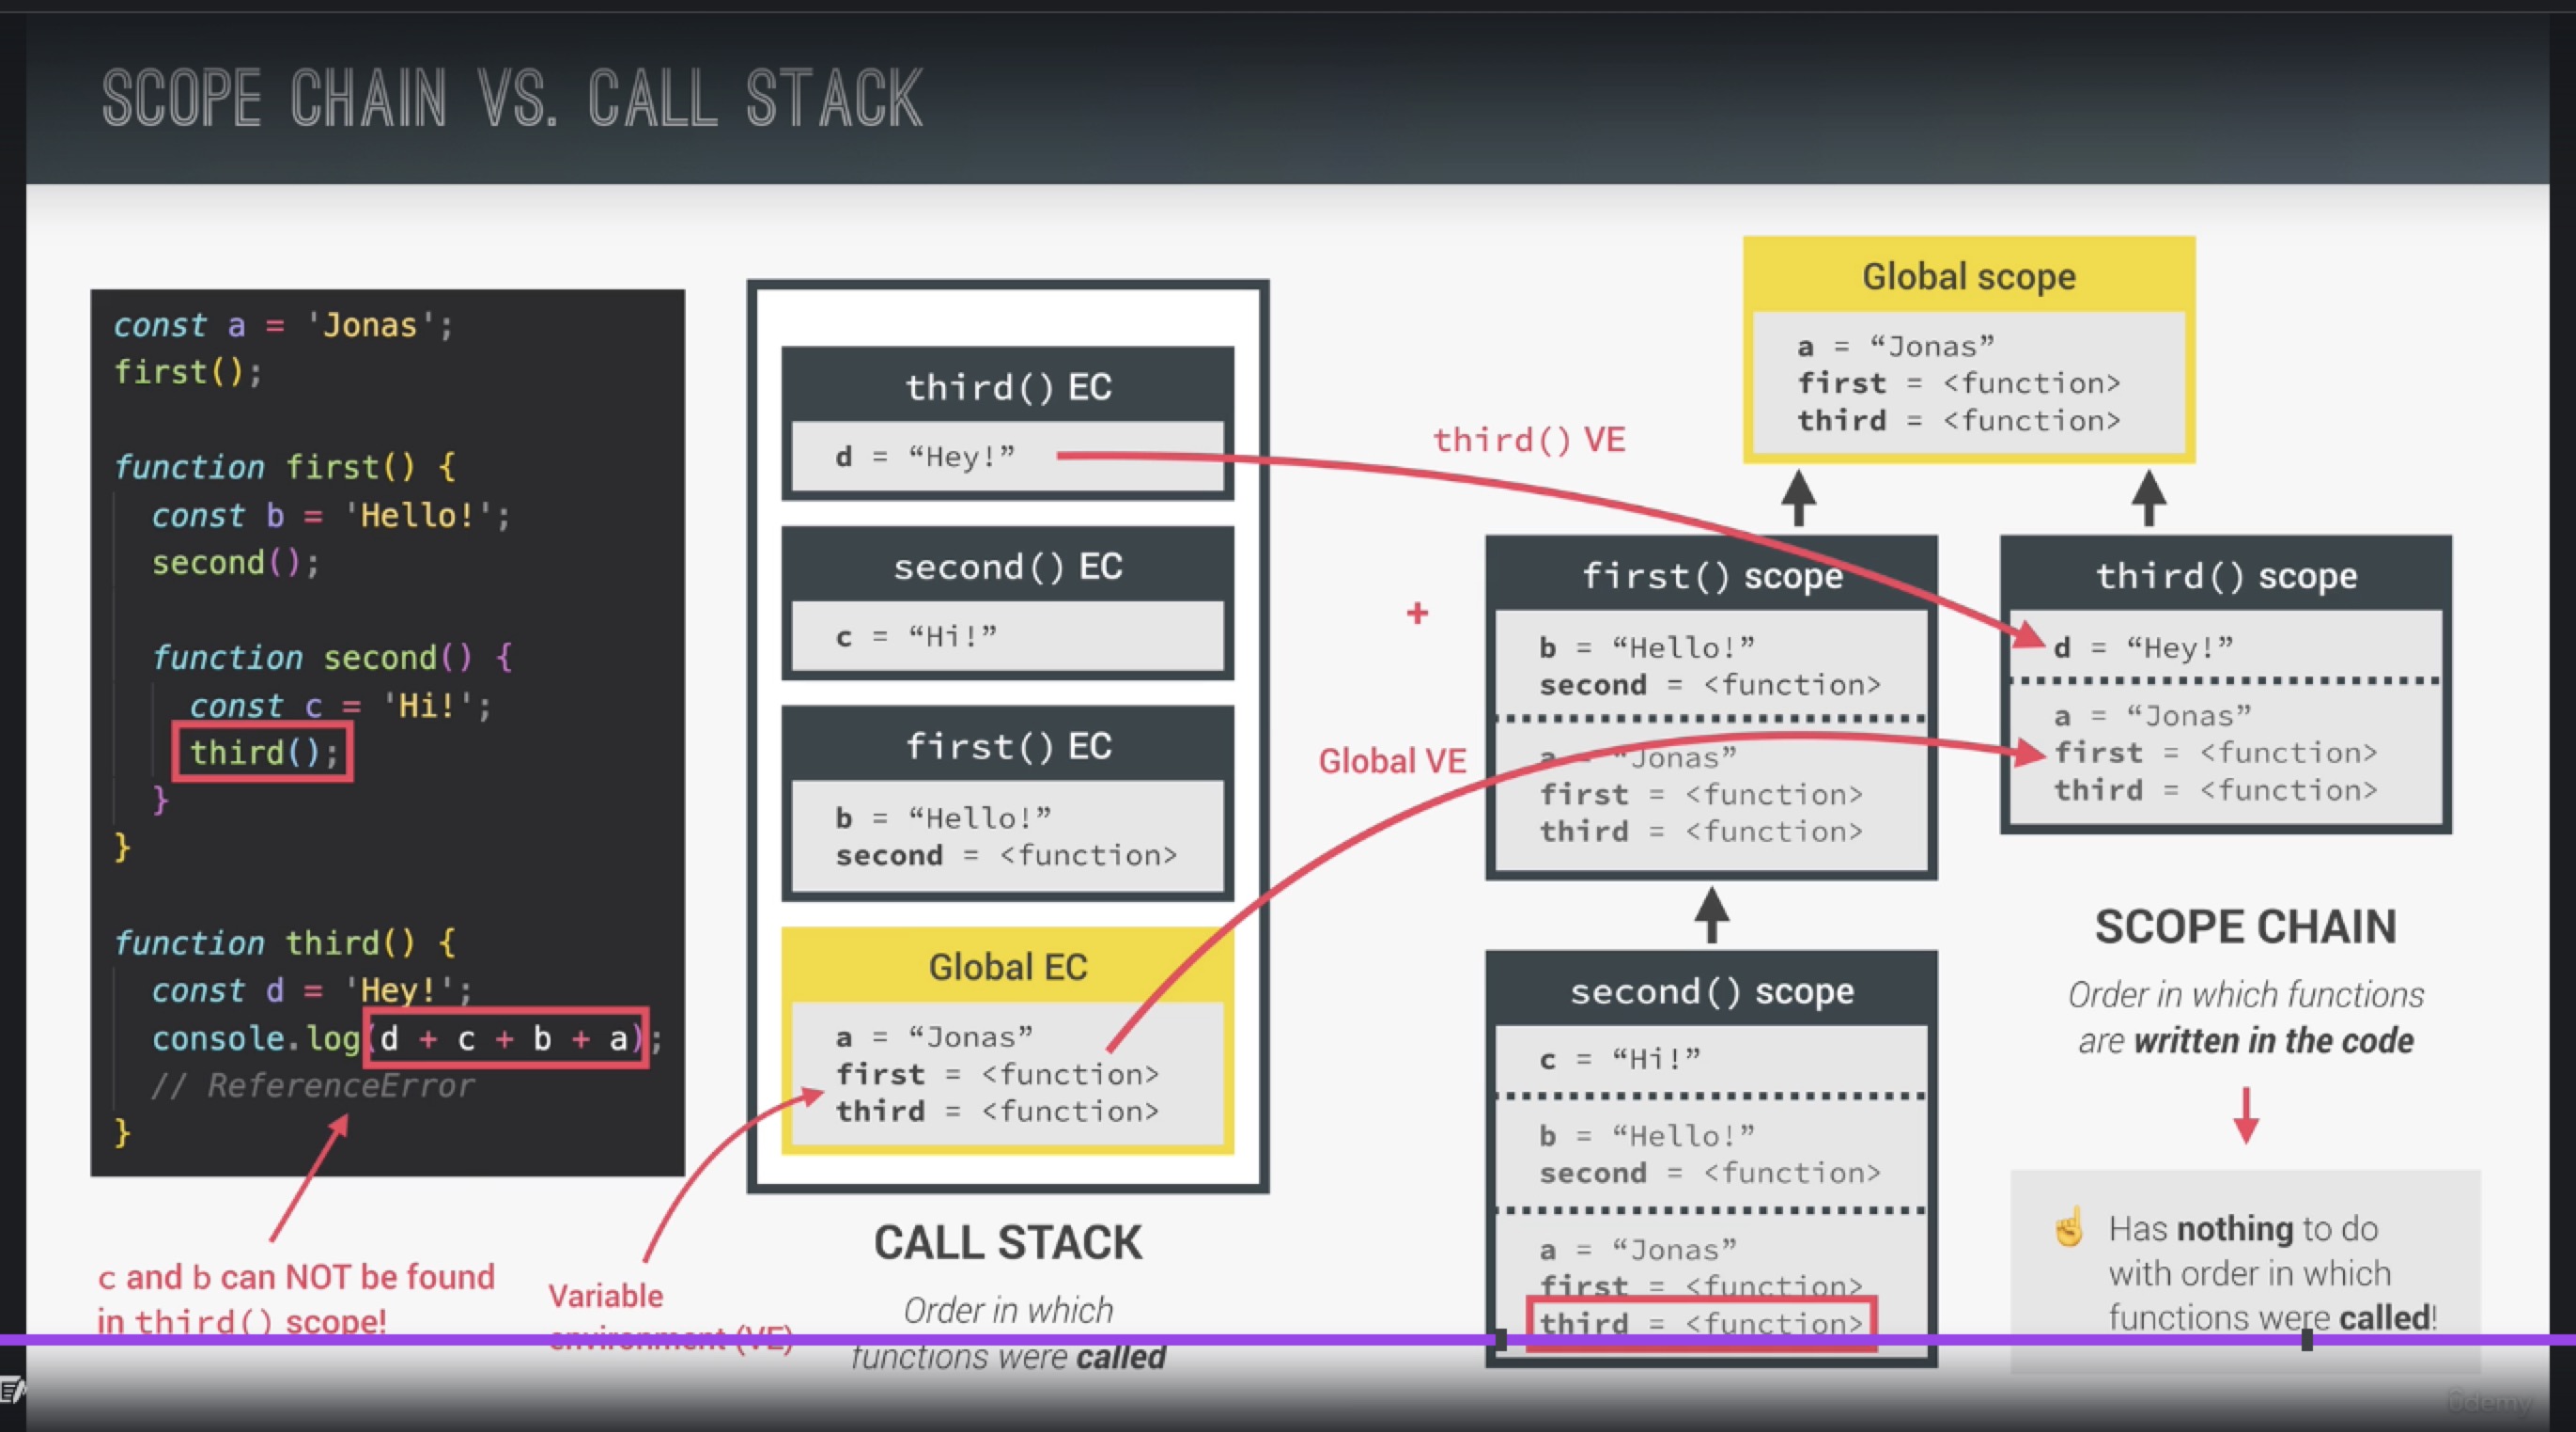 SCOPE CHAIN VS. CALL STACK
const a = 'Jonas';
first();
function first() {
const b = 'Hello!';
second();
function second() {
const c = 'Hi!';
third();
}
}
function third() {
const d = 'Hey!';
console.log(d + c + b + a);
// ReferenceError
}
c and b can NOT be found
in third() scope!
Variable
environment (VE)
third() EC
d = “Hey!”
second() EC
c = “Hi!”
first() EC
b = “Hello!”
second = <function>
Global EC
a = “Jonas”
first = <function>
third = <function>
CALL STACK
Order in which
functions were called
third() VE
+
Global VE
Global scope
a = “Jonas”
first = <function>
third = <function>
first() scope
b = “Hello!”
second = <function>
a = “Jonas”
first = <function>
third = <function>
second() scope
c = “Hi!”
b = “Hello!”
second = <function>
a = “Jonas”
first = <function>
third = <function>
third() scope
d = “Hey!”
a = “Jonas”
first = <function>
third = <function>
SCOPE CHAIN
Order in which functions
are written in the code
☝ Has nothing to do
with order in which
functions were called!
ûdemy